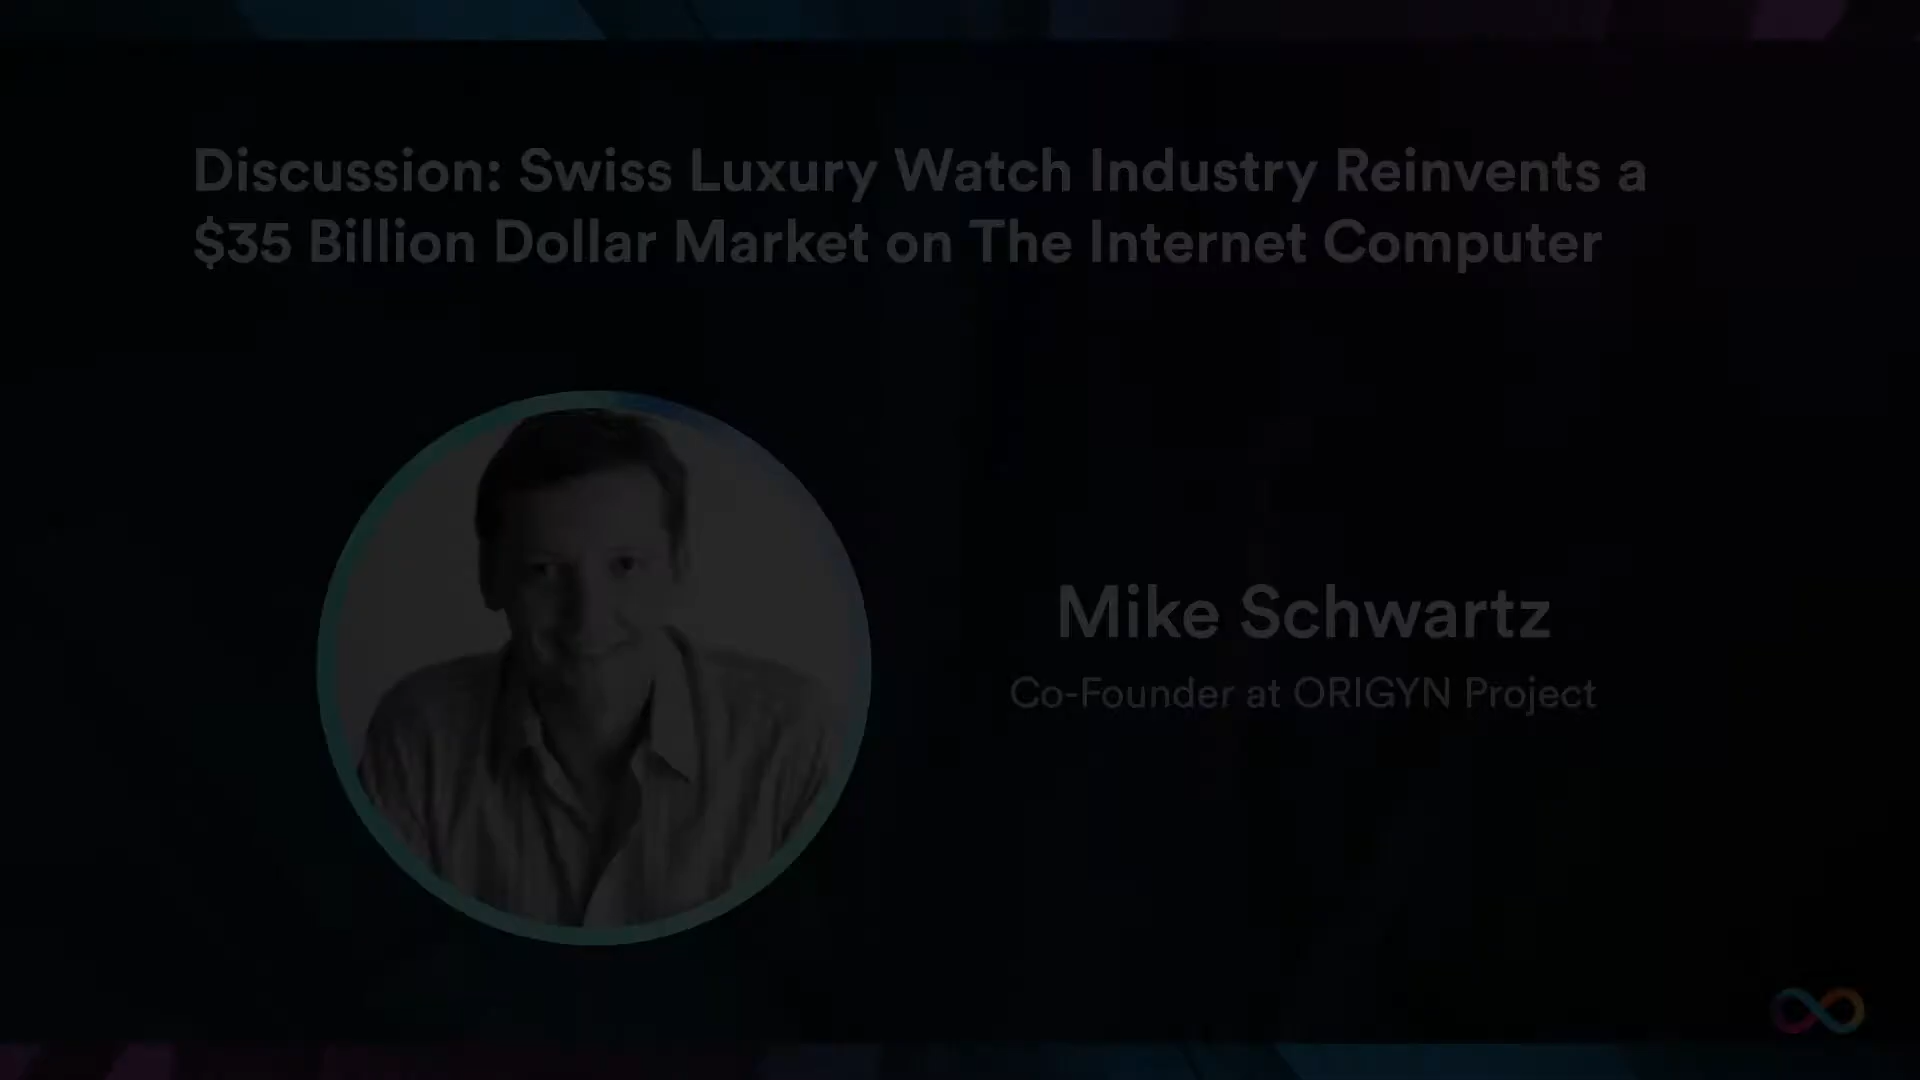 Discussion: Swiss Luxury Watch Industry Reinvents a
$35 Billion Dollar Market on The Internet Computer
Mike Schwartz
Co-Founder at ORIGYN Project